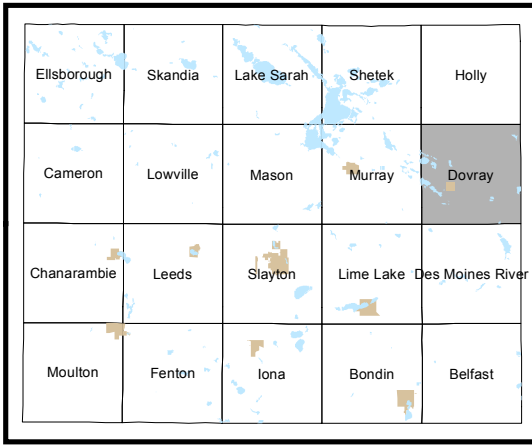 Ellsborough Skandia Lake Sarah Shetek Holly
Cameron Lowville Mason Murray Dovray
Chanarambie Leeds Slayton Lime Lake Des Moines River
Moulton Fenton Iona Bondin Belfast